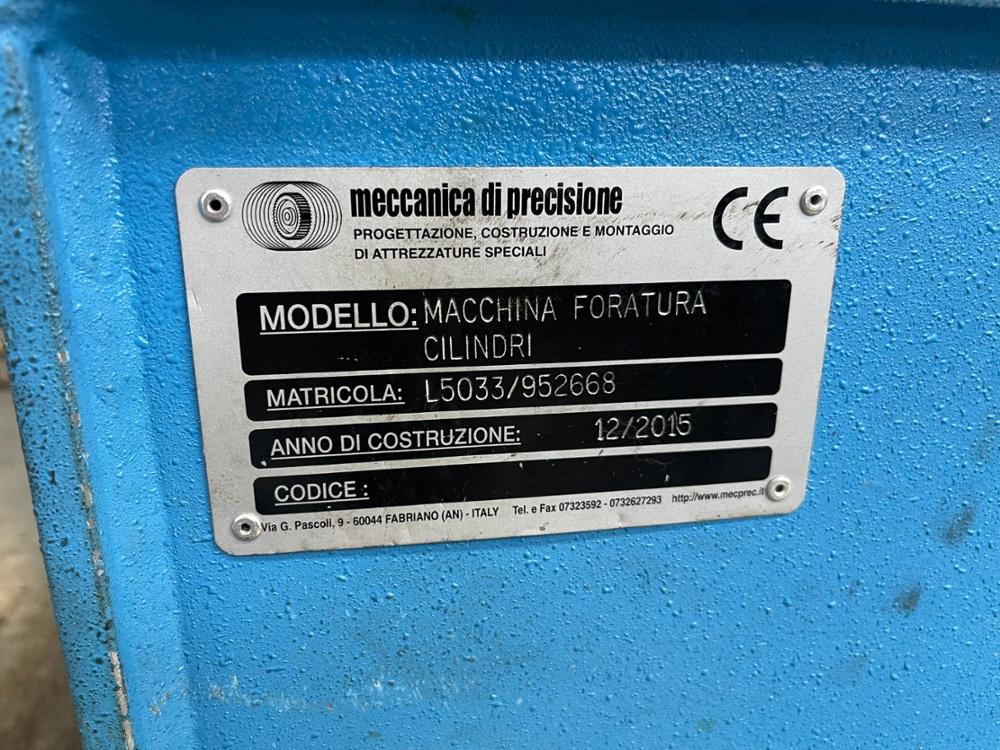 meccanica di precisione
PROGETTAZIONE, COSTRUZIONE E MONTAGGIO
DI ATTREZZATURE SPECIALI
CE
MODELLO: MACCHINA FORATURA
CILINDRI
MATRICOLA: L5033/952668
ANNO DI COSTRUZIONE: 12/2015
CODICE :
Via G. Pascoli, 9 - 60044 FABRIANO (AN) - ITALY Tel. e Fax 07323592 - 0732627293 http://www.mecprec.it